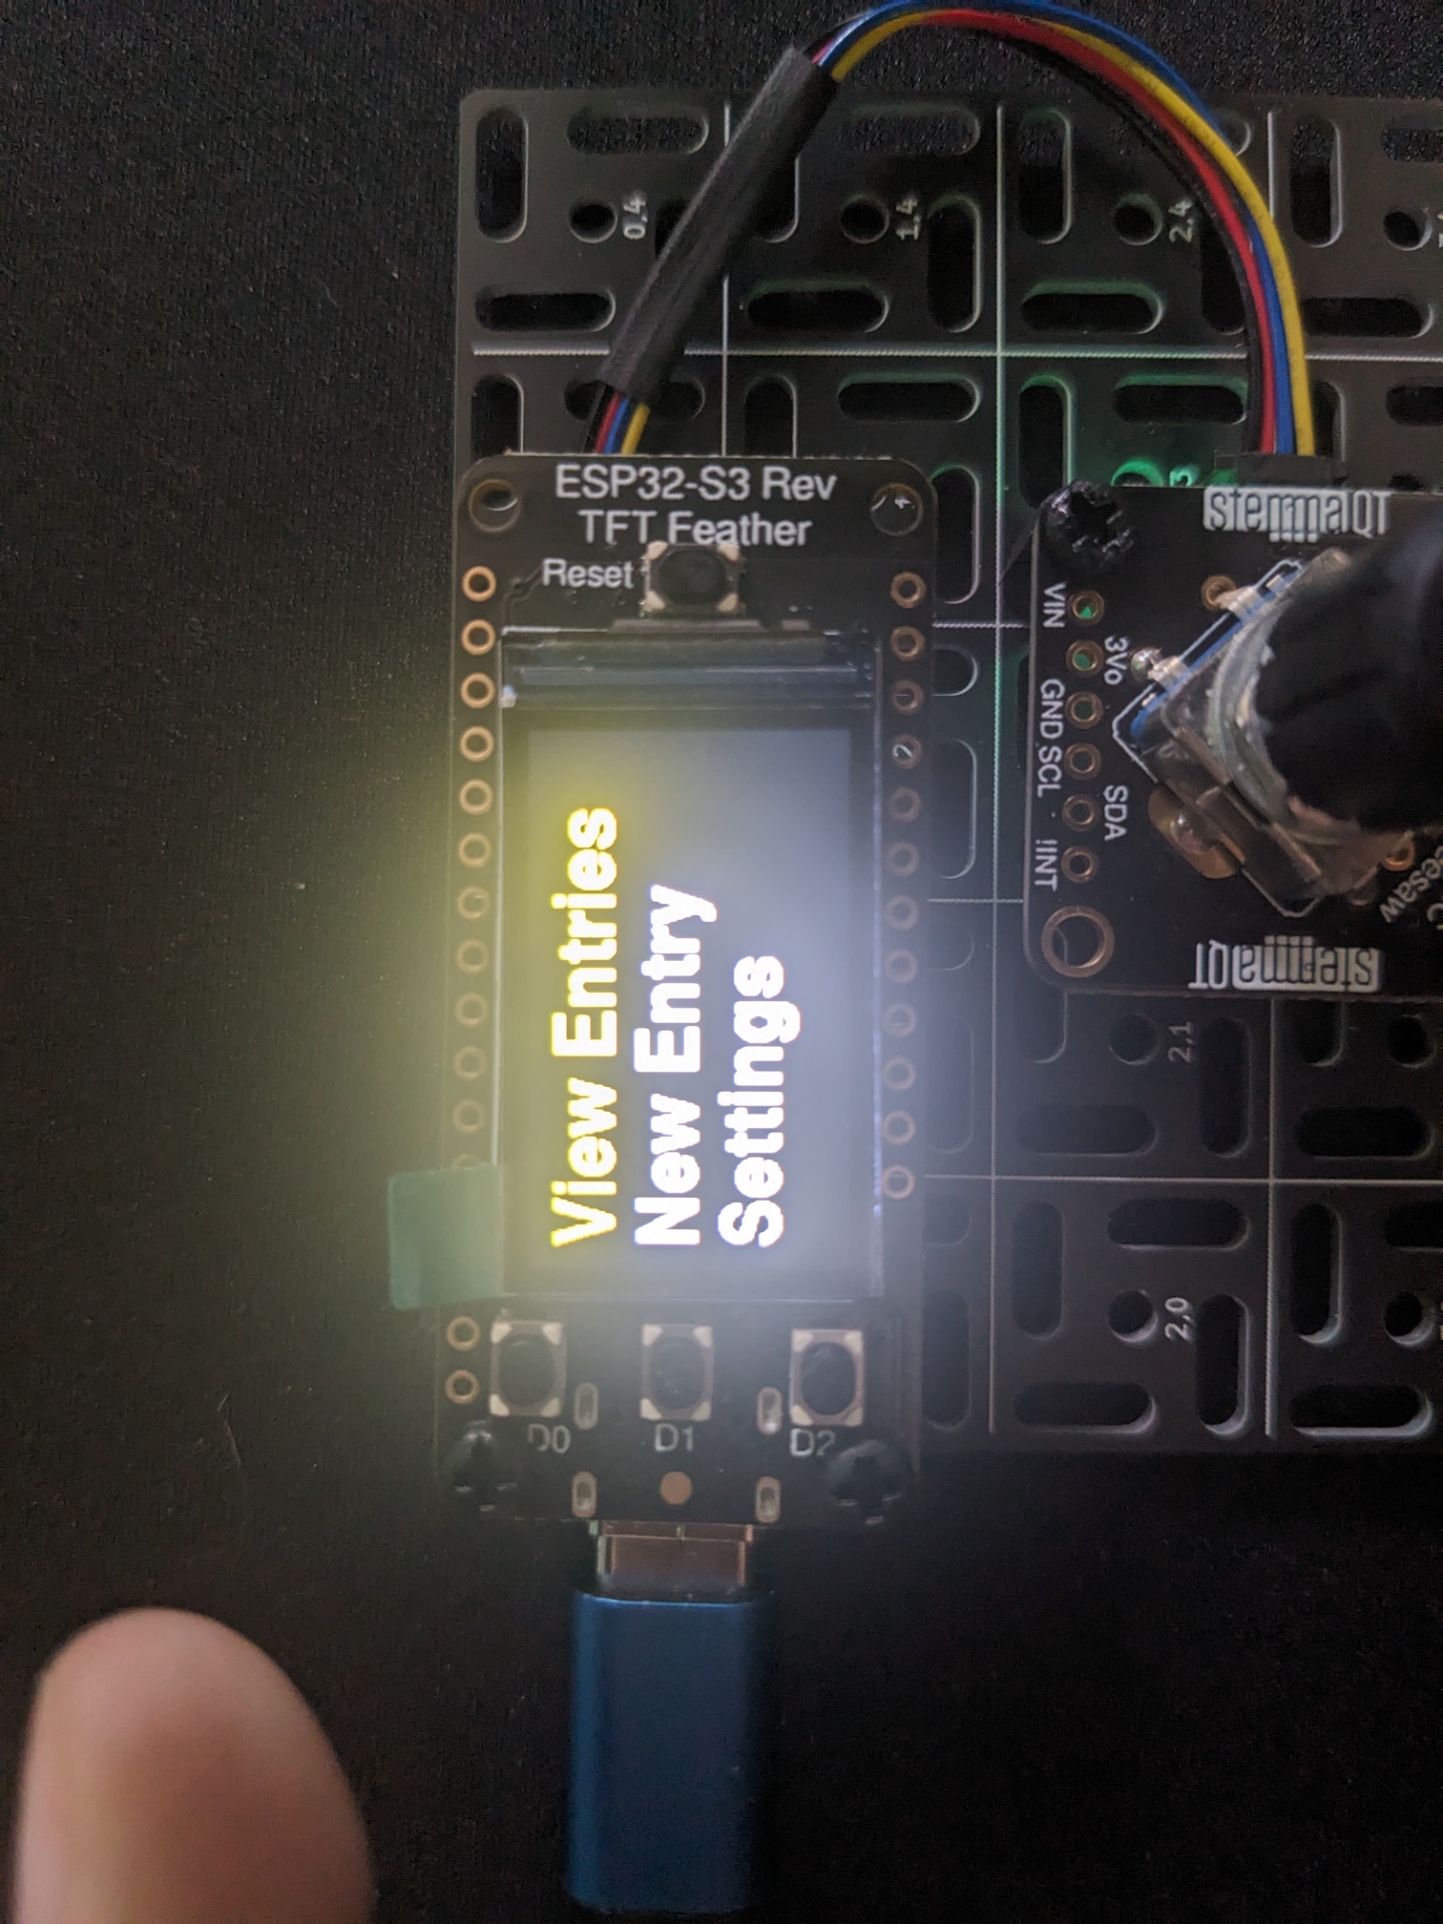 0,4
1,4
2,4
ESP32-S3 Rev
TFT Feather
Reset
View Entries
New Entry
Settings
D0
D1
D2
stemma QT
VIN
3Vo
GND
SCL
SDA
!INT
stemma QT
2,1
2,0